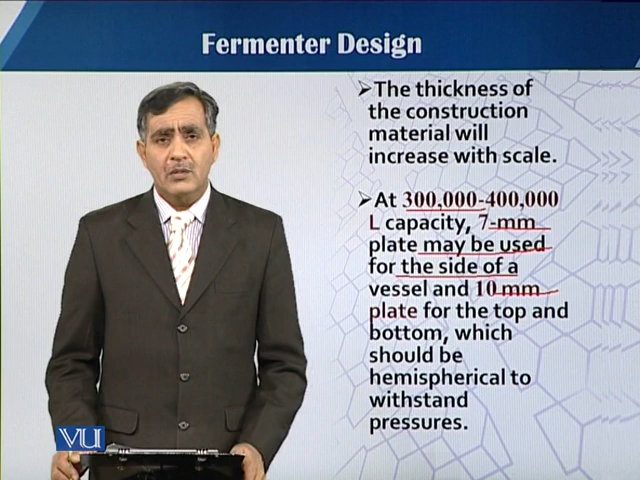 Fermenter Design
➢The thickness of
the construction
material will
increase with scale.
➢At 300,000-400,000
L capacity, 7-mm
plate may be used
for the side of a
vessel and 10 mm
plate for the top and
bottom, which
should be
hemispherical to
withstand
pressures.
VU